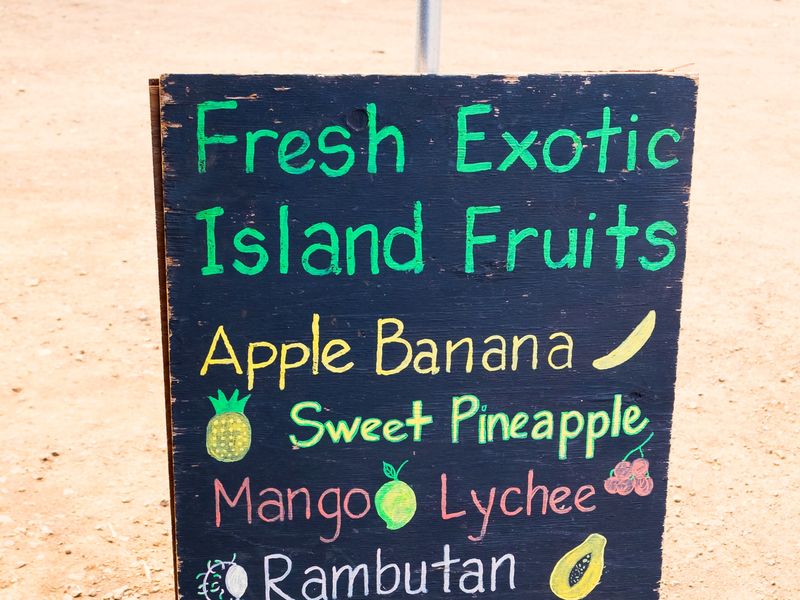 Fresh Exotic
Island Fruits
Apple Banana
Sweet Pineapple
Mango Lychee
Rambutan